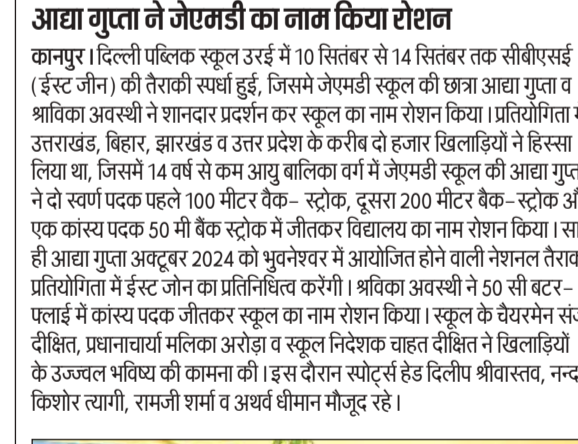 आद्या गुप्ता ने जेएमडी का नाम किया रोशन
कानपुर। दिल्ली पब्लिक स्कूल उरई में 10 सितंबर से 14 सितंबर तक सीबीएसई
(ईस्ट जीन) की तैराकी स्पर्धा हुई, जिसमे जेएमडी स्कूल की छात्रा आद्या गुप्ता व
श्राविका अवस्थी ने शानदार प्रदर्शन कर स्कूल का नाम रोशन किया। प्रतियोगिता
उत्तराखंड, बिहार, झारखंड व उत्तर प्रदेश के करीब दो हजार खिलाड़ियों ने हिस्सा
लिया था, जिसमें 14 वर्ष से कम आयु बालिका वर्ग में जेएमडी स्कूल की आद्या
ने दो स्वर्ण पदक पहले 100 मीटर वैक- स्ट्रोक, दूसरा 200 मीटर बैक-स्ट्रोक
एक कांस्य पदक 50 मी बैंक स्ट्रोक में जीतकर विद्यालय का नाम रोशन किया।
ही आद्या गुप्ता अक्टूबर 2024 को भुवनेश्वर में आयोजित होने वाली नेशनल
प्रतियोगिता में ईस्ट जोन का प्रतिनिधित्व करेंगी। श्रविका अवस्थी ने 50 सी बटर-
फ्लाई में कांस्य पदक जीतकर स्कूल का नाम रोशन किया। स्कूल के चैयरमेन
दीक्षित, प्रधानाचार्या मलिका अरोड़ा व स्कूल निदेशक चाहत दीक्षित ने खिलाड़ियों
के उज्ज्वल भविष्य की कामना की। इस दौरान स्पोर्ट्स हेड दिलीप श्रीवास्तव, नन्द
किशोर त्यागी, रामजी शर्मा व अथर्व धीमान मौजूद रहे।